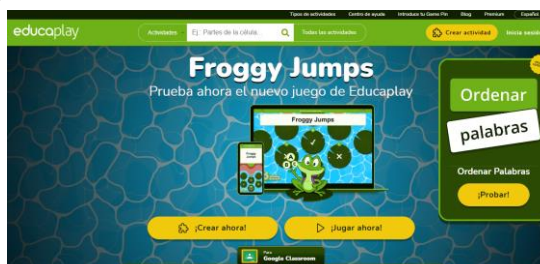 Tipos de actividades Centro de ayuda Introduce tu Game Pin Blog Premium Español
educaplay
Actividades Ej. Partes de la célula. Todas las actividades Crear actividad Inicia sesión
Froggy Jumps
Prueba ahora el nuevo juego de Educaplay
Froggy Jumps
Froggy Jumps
Ordenar
palabras
Ordenar Palabras
¡Probar!
¡Crear ahora!
¡Jugar ahora!
Para
Google Classroom